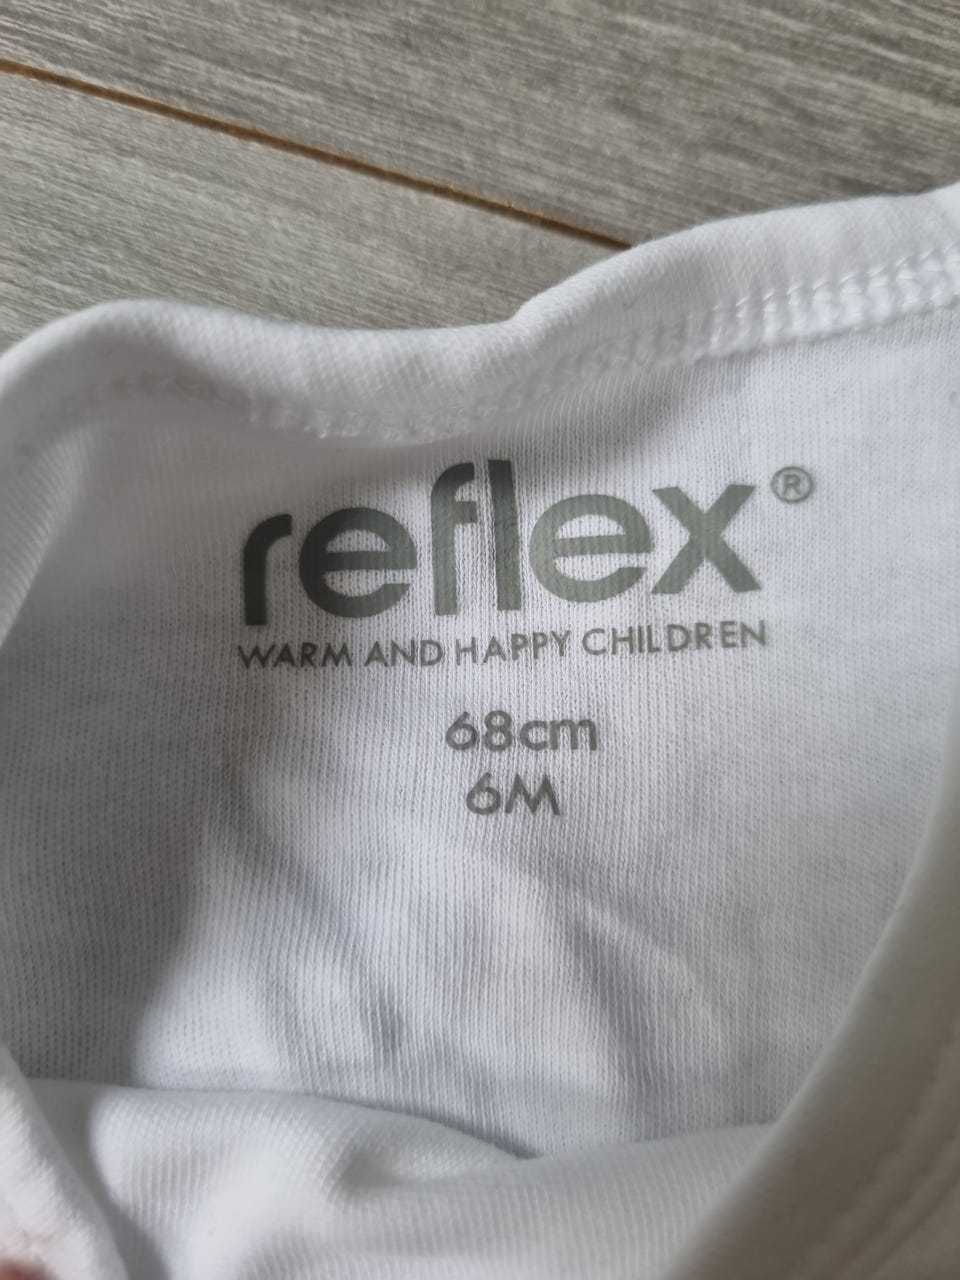 reflex®
WARM AND HAPPY CHILDREN
68cm
6M